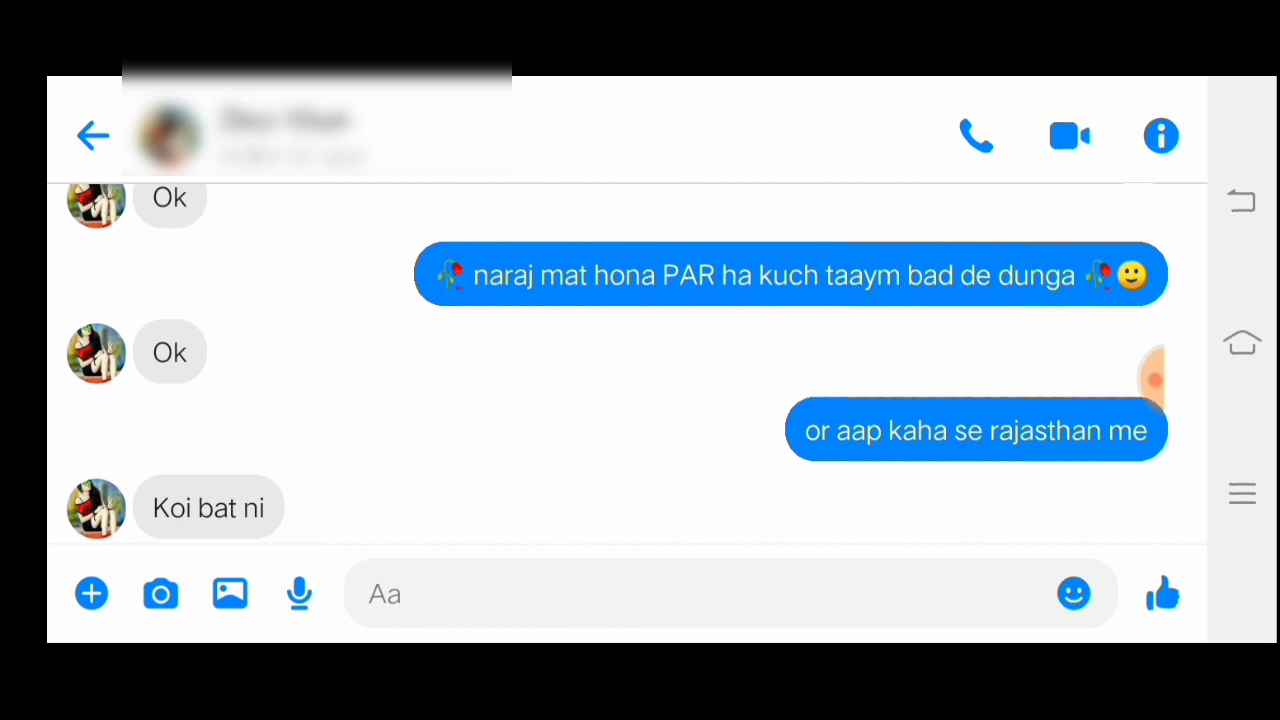 Ok
🥀 naraj mat hona PAR ha kuch taaym bad de dunga 🥀🙂
Ok
or aap kaha se rajasthan me
Koi bat ni
Aa